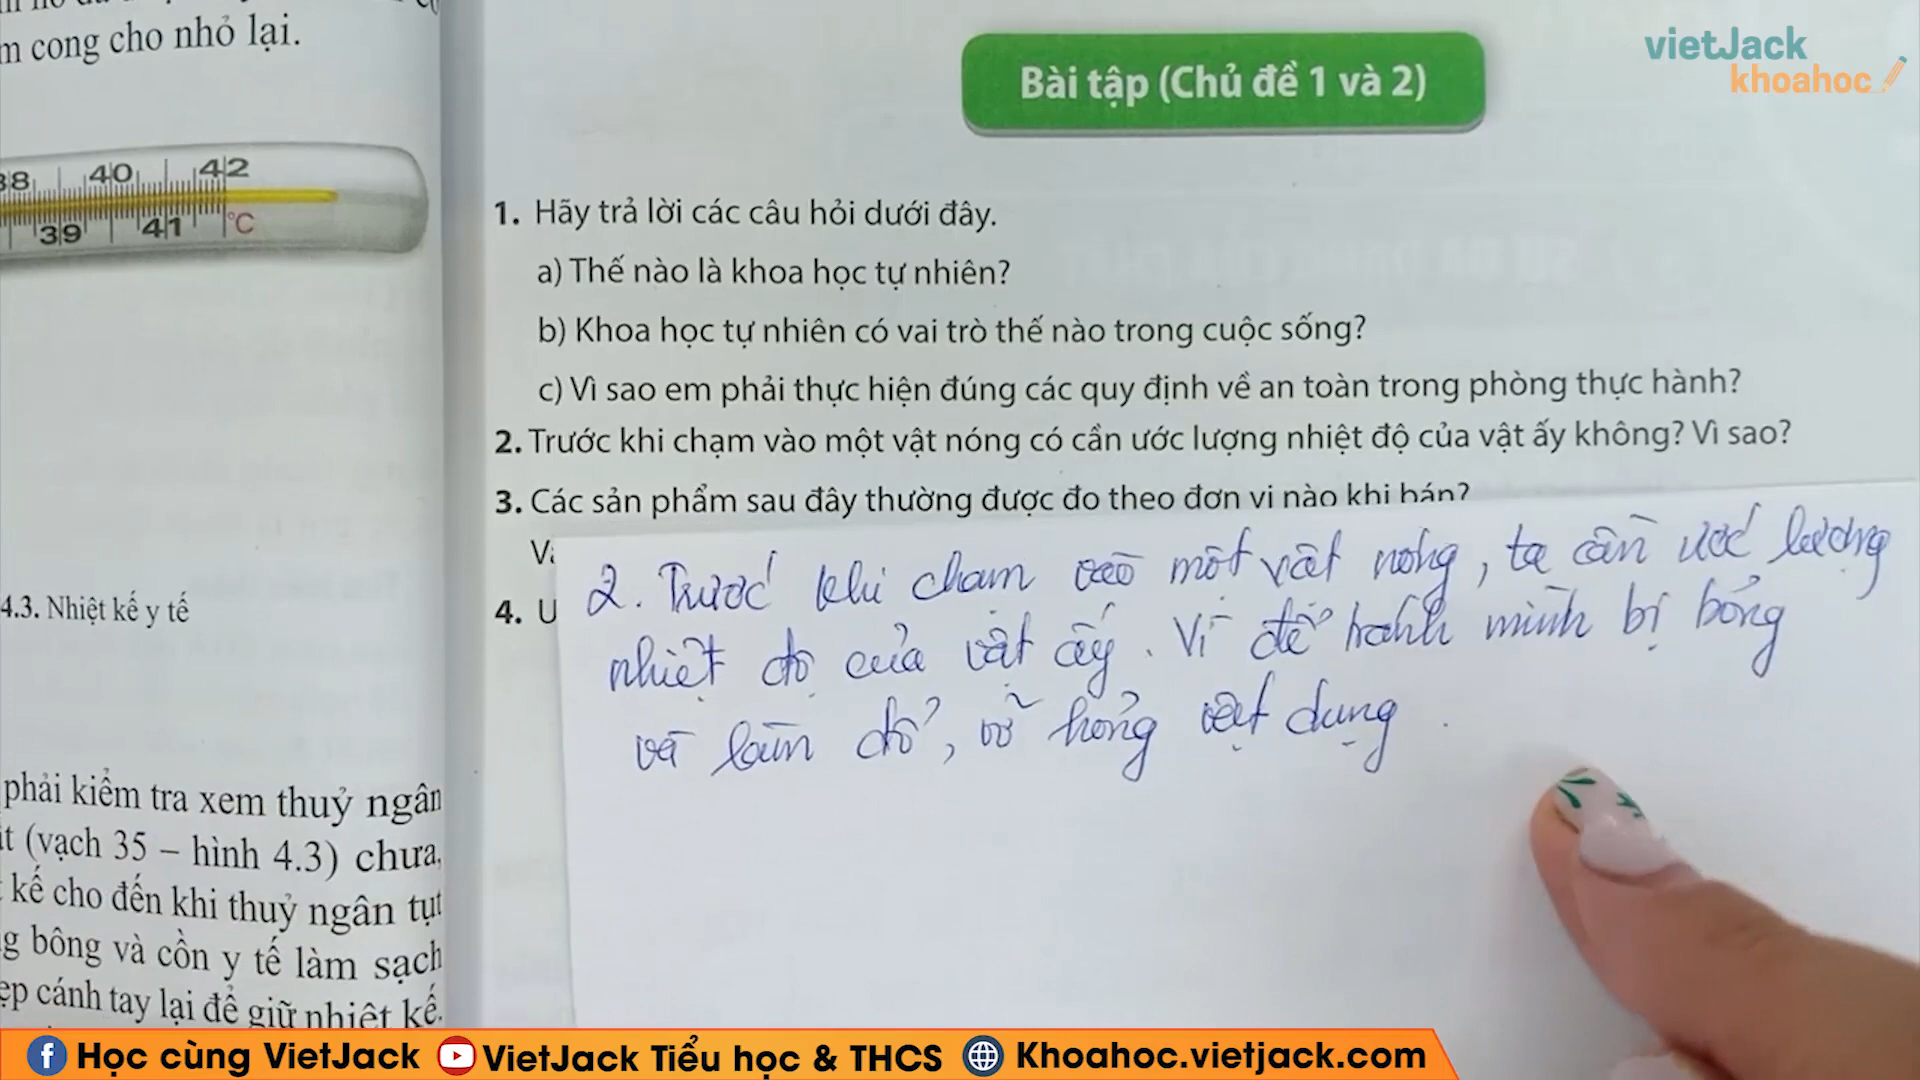 m cong cho nhỏ lại.
38 40 42
39 41 °C
4.3. Nhiệt kế y tế
phải kiểm tra xem thuỷ ngân
(vạch 35 – hình 4.3) chưa,
kế cho đến khi thuỷ ngân tụt
bông và cồn y tế làm sạch
cánh tay lại để giữ nhiệt kế.
vietJack
khoahoc
Bài tập (Chủ đề 1 và 2)
1. Hãy trả lời các câu hỏi dưới đây.
a) Thế nào là khoa học tự nhiên?
b) Khoa học tự nhiên có vai trò thế nào trong cuộc sống?
c) Vì sao em phải thực hiện đúng các quy định về an toàn trong phòng thực hành?
2. Trước khi chạm vào một vật nóng có cần ước lượng nhiệt độ của vật ấy không? Vì sao?
3. Các sản phẩm sau đây thường được đo theo đơn vị nào khi bán?
4.
2. Trước khi chạm vào một vật nóng, ta cần ước lượng
nhiệt độ của vật ấy. Vì để tránh mình bị bỏng
và làm đổ, vỡ hỏng vật dụng.
Học cùng VietJack
VietJack Tiểu học & THCS
Khoahoc.vietjack.com